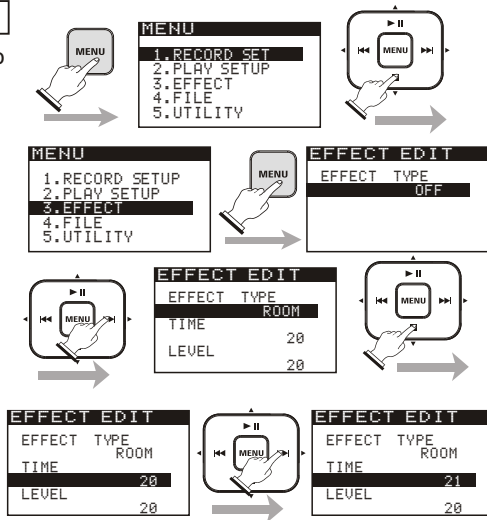 MENU
MENU
1.RECORD SET
2.PLAY SETUP
3.EFFECT
4.FILE
5.UTILITY
MENU
MENU
1.RECORD SETUP
2.PLAY SETUP
3.EFFECT
4.FILE
5.UTILITY
MENU
EFFECT EDIT
EFFECT TYPE
OFF
MENU
EFFECT EDIT
EFFECT TYPE
ROOM
TIME
20
LEVEL
20
MENU
EFFECT EDIT
EFFECT TYPE
ROOM
TIME
20
LEVEL
20
MENU
EFFECT EDIT
EFFECT TYPE
ROOM
TIME
21
LEVEL
20